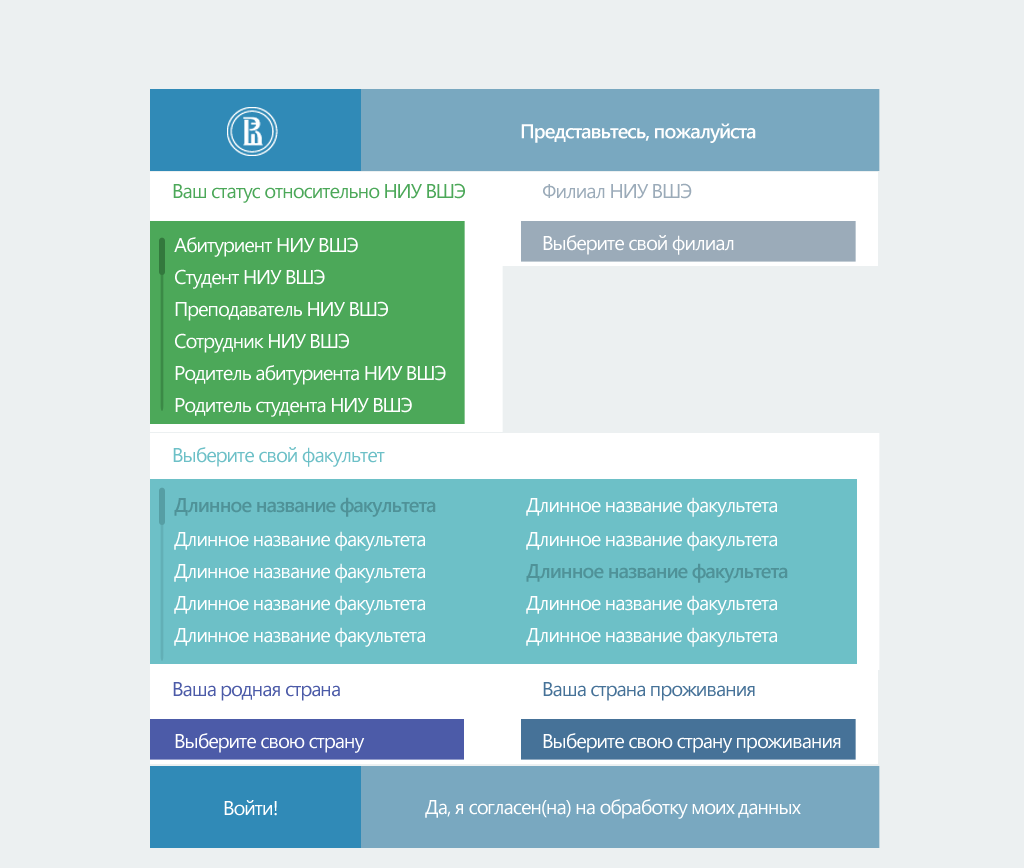 Представьтесь, пожалуйста
Ваш статус относительно НИУ ВШЭ
Филиал НИУ ВШЭ
Выберите свой филиал
Абитуриент НИУ ВШЭ
Студент НИУ ВШЭ
Преподаватель НИУ ВШЭ
Сотрудник НИУ ВШЭ
Родитель абитуриента НИУ ВШЭ
Родитель студента НИУ ВШЭ
Выберите свой факультет
Длинное название факультета
Длинное название факультета
Длинное название факультета
Длинное название факультета
Длинное название факультета
Длинное название факультета
Длинное название факультета
Длинное название факультета
Длинное название факультета
Длинное название факультета
Ваша родная страна
Ваша страна проживания
Выберите свою страну
Выберите свою страну проживания
Войти!
Да, я согласен(на) на обработку моих данных